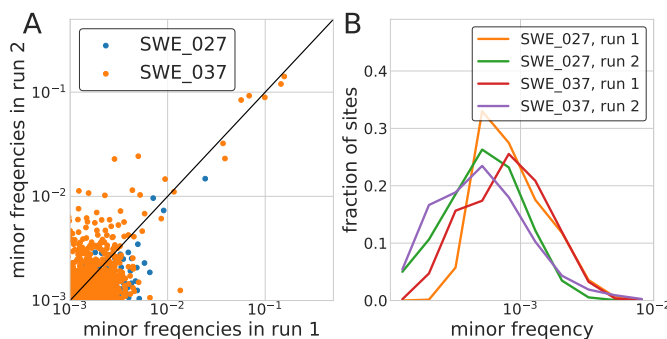 A
minor freqencies in run 2
SWE_027
SWE_037
10⁻¹
10⁻²
10⁻³
10⁻³
10⁻²
10⁻¹
minor freqencies in run 1
B
fraction of sites
SWE_027, run 1
SWE_027, run 2
SWE_037, run 1
SWE_037, run 2
0.4
0.3
0.2
0.1
0.0
10⁻³
10⁻²
minor freqency